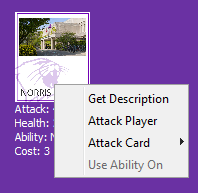 NORRIS
Get Description
Attack:
Attack Player
Health:
Attack Card
Ability: N
Use Ability On
Cost: 3